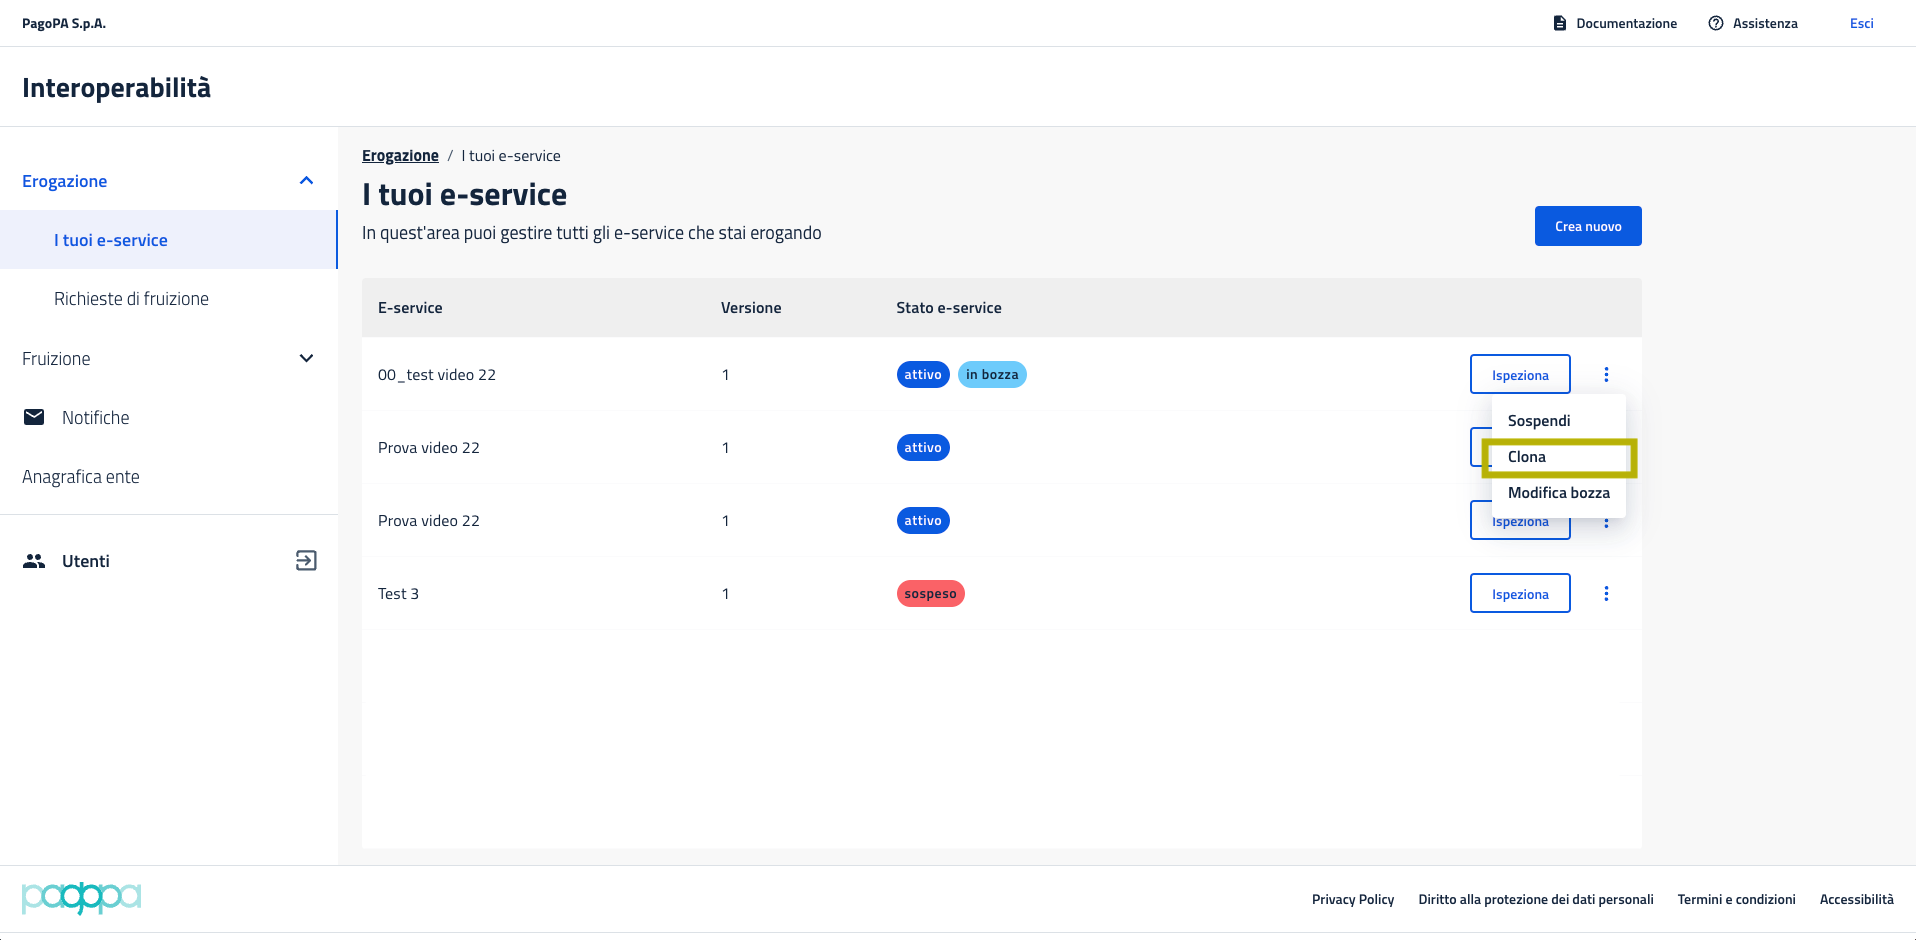 PagoPA S.p.A.
Documentazione
Assistenza
Esci
Interoperabilità
Erogazione
I tuoi e-service
Richieste di fruizione
Fruizione
Notifiche
Anagrafica ente
Utenti
Erogazione / I tuoi e-service
I tuoi e-service
In quest'area puoi gestire tutti gli e-service che stai erogando
Crea nuovo
E-service Versione Stato e-service
00_test video 22 1 attivo in bozza Ispeziona
Sospendi
Clona
Modifica bozza
Prova video 22 1 attivo
Prova video 22 1 attivo Ispeziona
Test 3 1 sospeso Ispeziona
pagopa
Privacy Policy
Diritto alla protezione dei dati personali
Termini e condizioni
Accessibilità